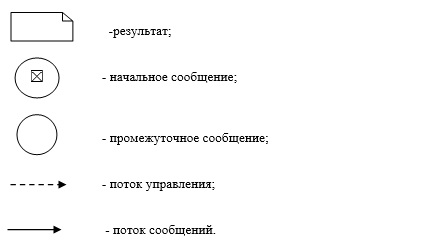 -результат;
- начальное сообщение;
- промежуточное сообщение;
- поток управления;
- поток сообщений.